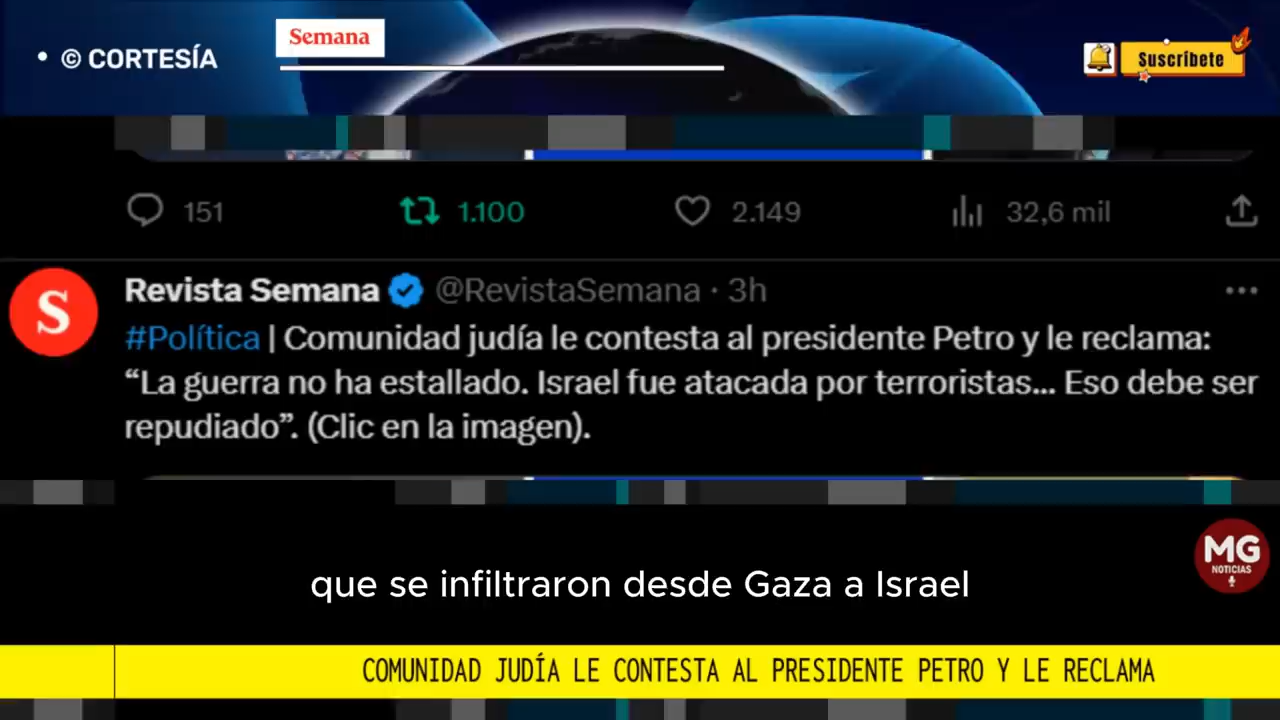 • © CORTESÍA
Semana
Suscríbete
151
1.100
2.149
32,6 mil
S
Revista Semana @RevistaSemana · 3h
#Política | Comunidad judía le contesta al presidente Petro y le reclama:
“La guerra no ha estallado. Israel fue atacada por terroristas... Eso debe ser
repudiado”. (Clic en la imagen).
MG
NOTICIAS
que se infiltraron desde Gaza a Israel
COMUNIDAD JUDÍA LE CONTESTA AL PRESIDENTE PETRO Y LE RECLAMA